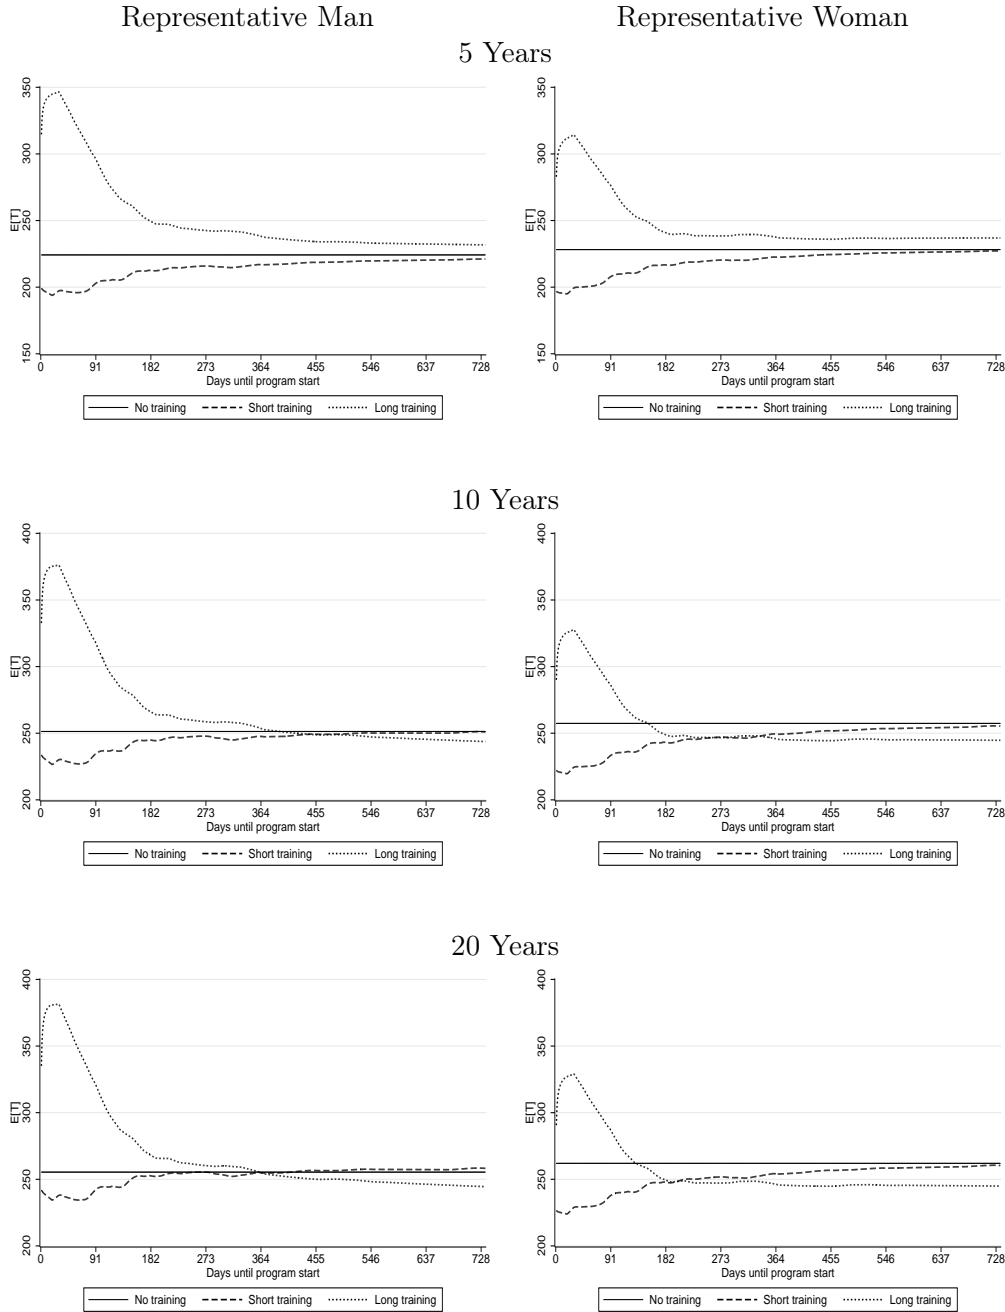 Representative Man Representative Woman
5 Years
350 350
300 300
E[T] E[T]
250 250
200 200
150 150
0 91 182 273 364 455 546 637 728 0 91 182 273 364 455 546 637 728
Days until program start Days until program start
No training Short training Long training No training Short training Long training
10 Years
400 400
350 350
E[T] E[T]
300 300
250 250
200 200
0 91 182 273 364 455 546 637 728 0 91 182 273 364 455 546 637 728
Days until program start Days until program start
No training Short training Long training No training Short training Long training
20 Years
400 400
350 350
E[T] E[T]
300 300
250 250
200 200
0 91 182 273 364 455 546 637 728 0 91 182 273 364 455 546 637 728
Days until program start Days until program start
No training Short training Long training No training Short training Long training